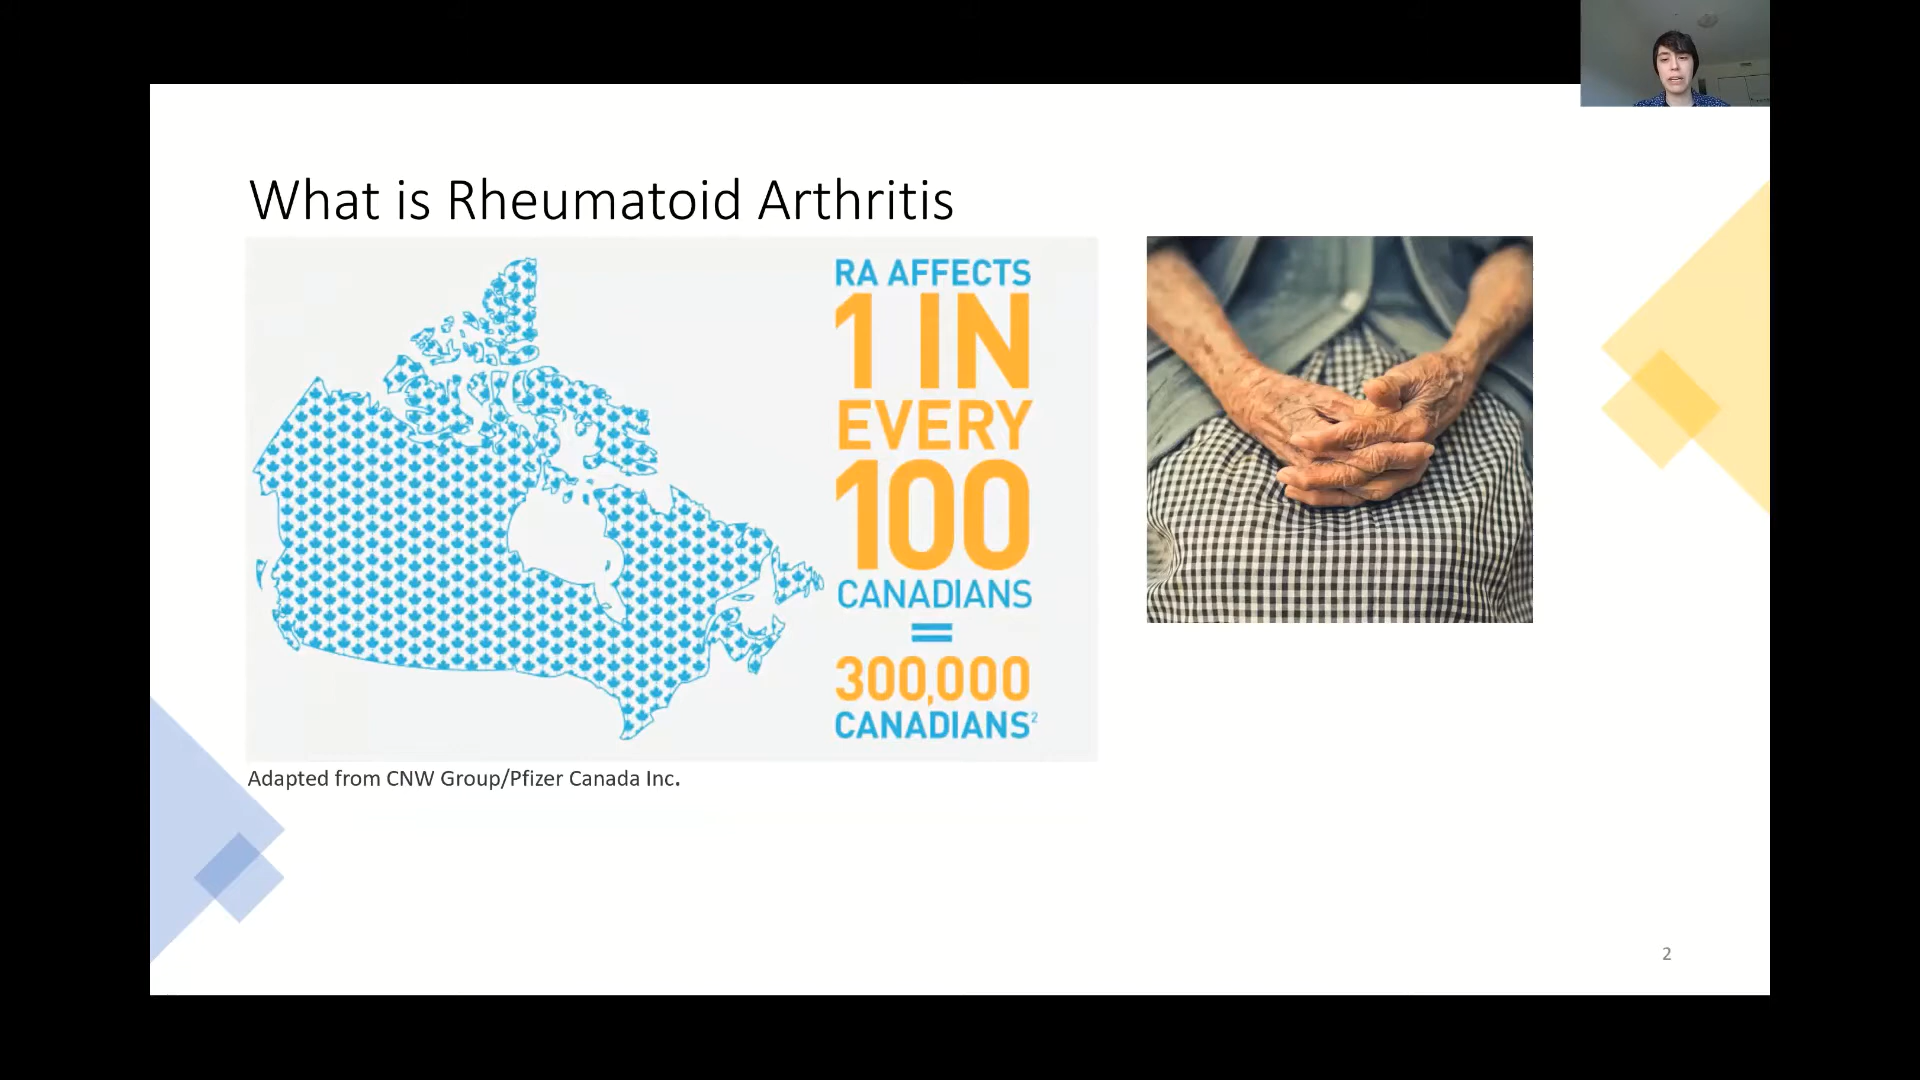 What is Rheumatoid Arthritis
RA AFFECTS
1 IN
EVERY
100
CANADIANS
=
300,000
CANADIANS²
Adapted from CNW Group/Pfizer Canada Inc.
2